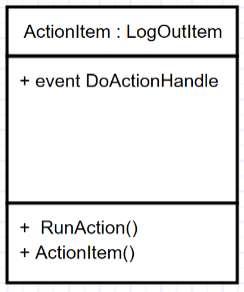 ActionItem : LogOutItem
+ event DoActionHandle
+ RunAction()
+ ActionItem()